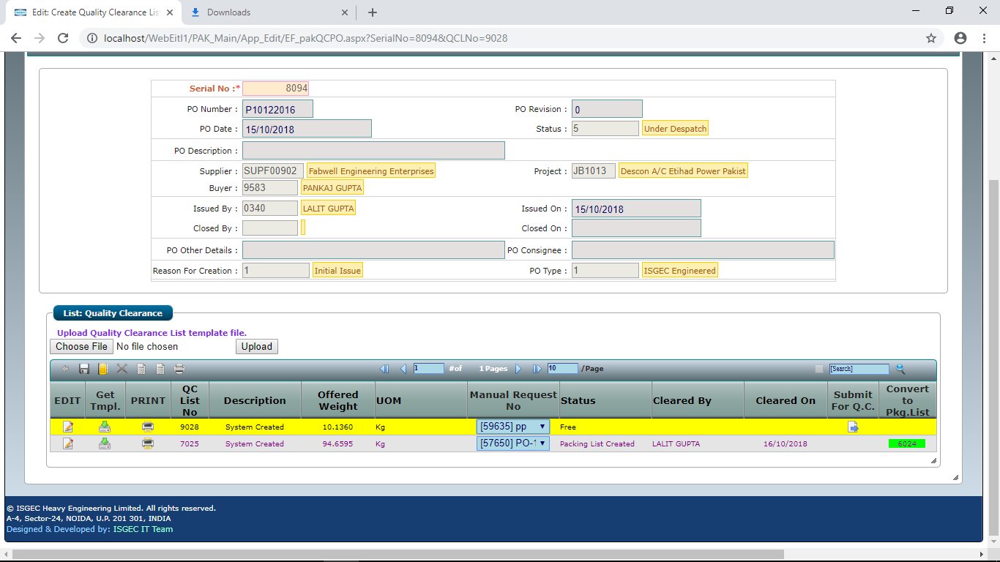 Edit: Create Quality Clearance Lis
Downloads
localhost/WebEitl1/PAK_Main/App_Edit/EF_pakQCPO.aspx?SerialNo=8094&QCLNo=9028
Serial No :* 8094
PO Number : P10122016 PO Revision : 0
PO Date : 15/10/2018 Status : 5 Under Despatch
PO Description :
Supplier : SUPF00902 Fabwell Engineering Enterprises Project : JB1013 Descon A/C Etihad Power Pakist
Buyer : 9583 PANKAJ GUPTA
Issued By : 0340 LALIT GUPTA Issued On : 15/10/2018
Closed By : Closed On :
PO Other Details : PO Consignee :
Reason For Creation : 1 Initial Issue PO Type : 1 ISGEC Engineered
List: Quality Clearance
Upload Quality Clearance List template file.
Choose File No file chosen Upload
1 #of 1 Pages 10 /Page [Search]
EDIT Get Tmpl. PRINT QC List No Description Offered Weight UOM Manual Request No Status Cleared By Cleared On Submit For Q.C. Convert to Pkg.List
9028 System Created 10.1360 Kg [59635] pp Free
7025 System Created 94.6595 Kg [57650] PO-1 Packing List Created LALIT GUPTA 16/10/2018 6024
© ISGEC Heavy Engineering Limited. All rights reserved.
A-4, Sector-24, NOIDA, U.P. 201 301, INDIA
Designed & Developed by: ISGEC IT Team